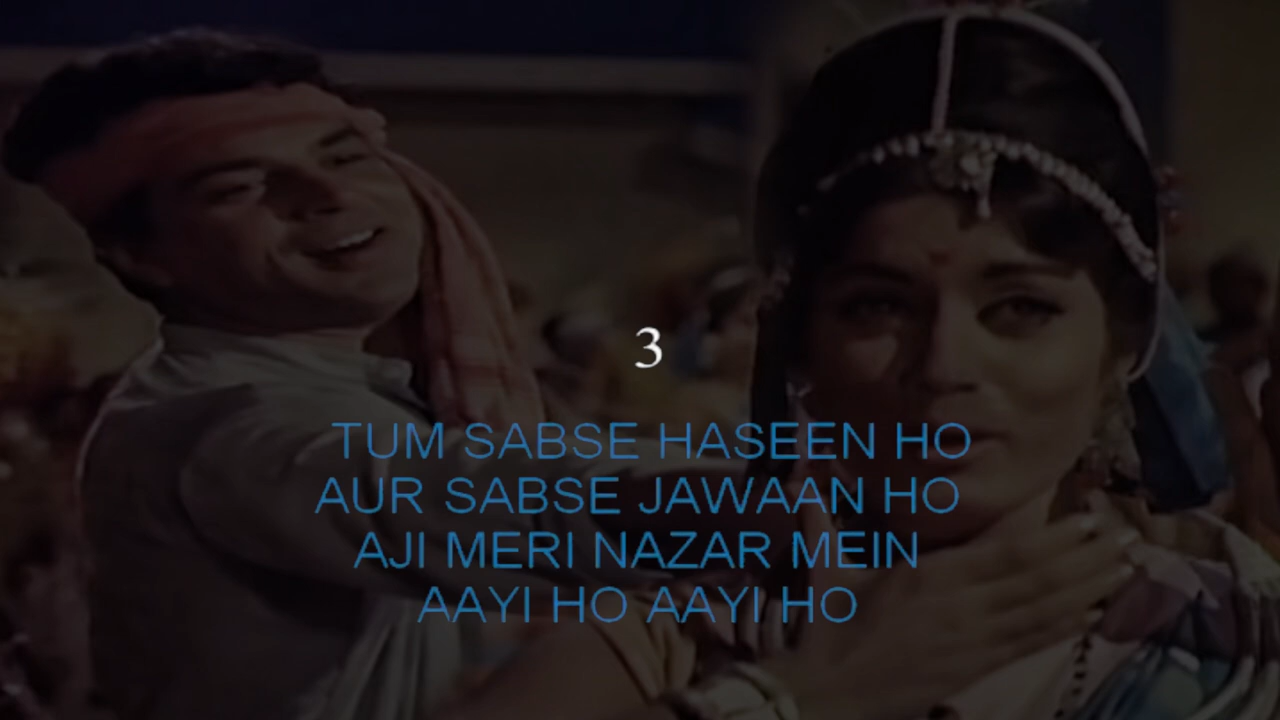 3
TUM SABSE HASEEN HO
AUR SABSE JAWAAN HO
AJI MERI NAZAR MEIN
AAYI HO AAYI HO